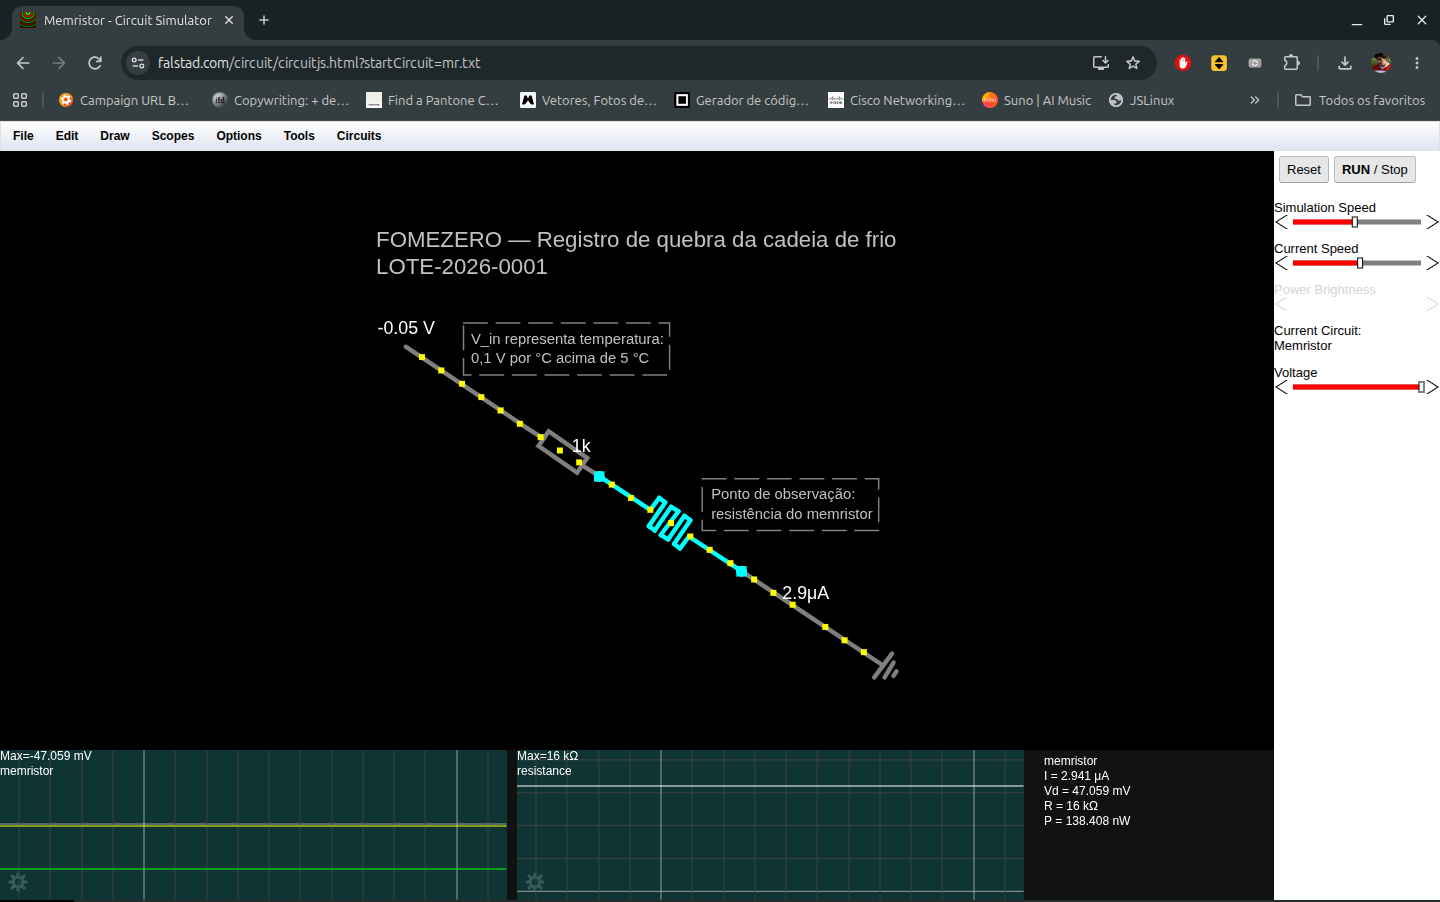 Memristor - Circuit Simulator
falstad.com/circuit/circuitjs.html?startCircuit=mr.txt
Campaign URL B...
Copywriting: + de...
Find a Pantone C...
Vetores, Fotos de...
Gerador de códig...
Cisco Networking...
Suno | AI Music
JSLinux
Todos os favoritos
File Edit Draw Scopes Options Tools Circuits
Reset RUN / Stop
Simulation Speed
Current Speed
Power Brightness
Current Circuit:
Memristor
Voltage
FOMEZERO — Registro de quebra da cadeia de frio
LOTE-2026-0001
-0.05 V
V_in representa temperatura:
0,1 V por °C acima de 5 °C
1k
Ponto de observação:
resistência do memristor
2.9μA
Max=-47.059 mV
memristor
Max=16 kΩ
resistance
memristor
I = 2.941 μA
Vd = 47.059 mV
R = 16 kΩ
P = 138.408 nW